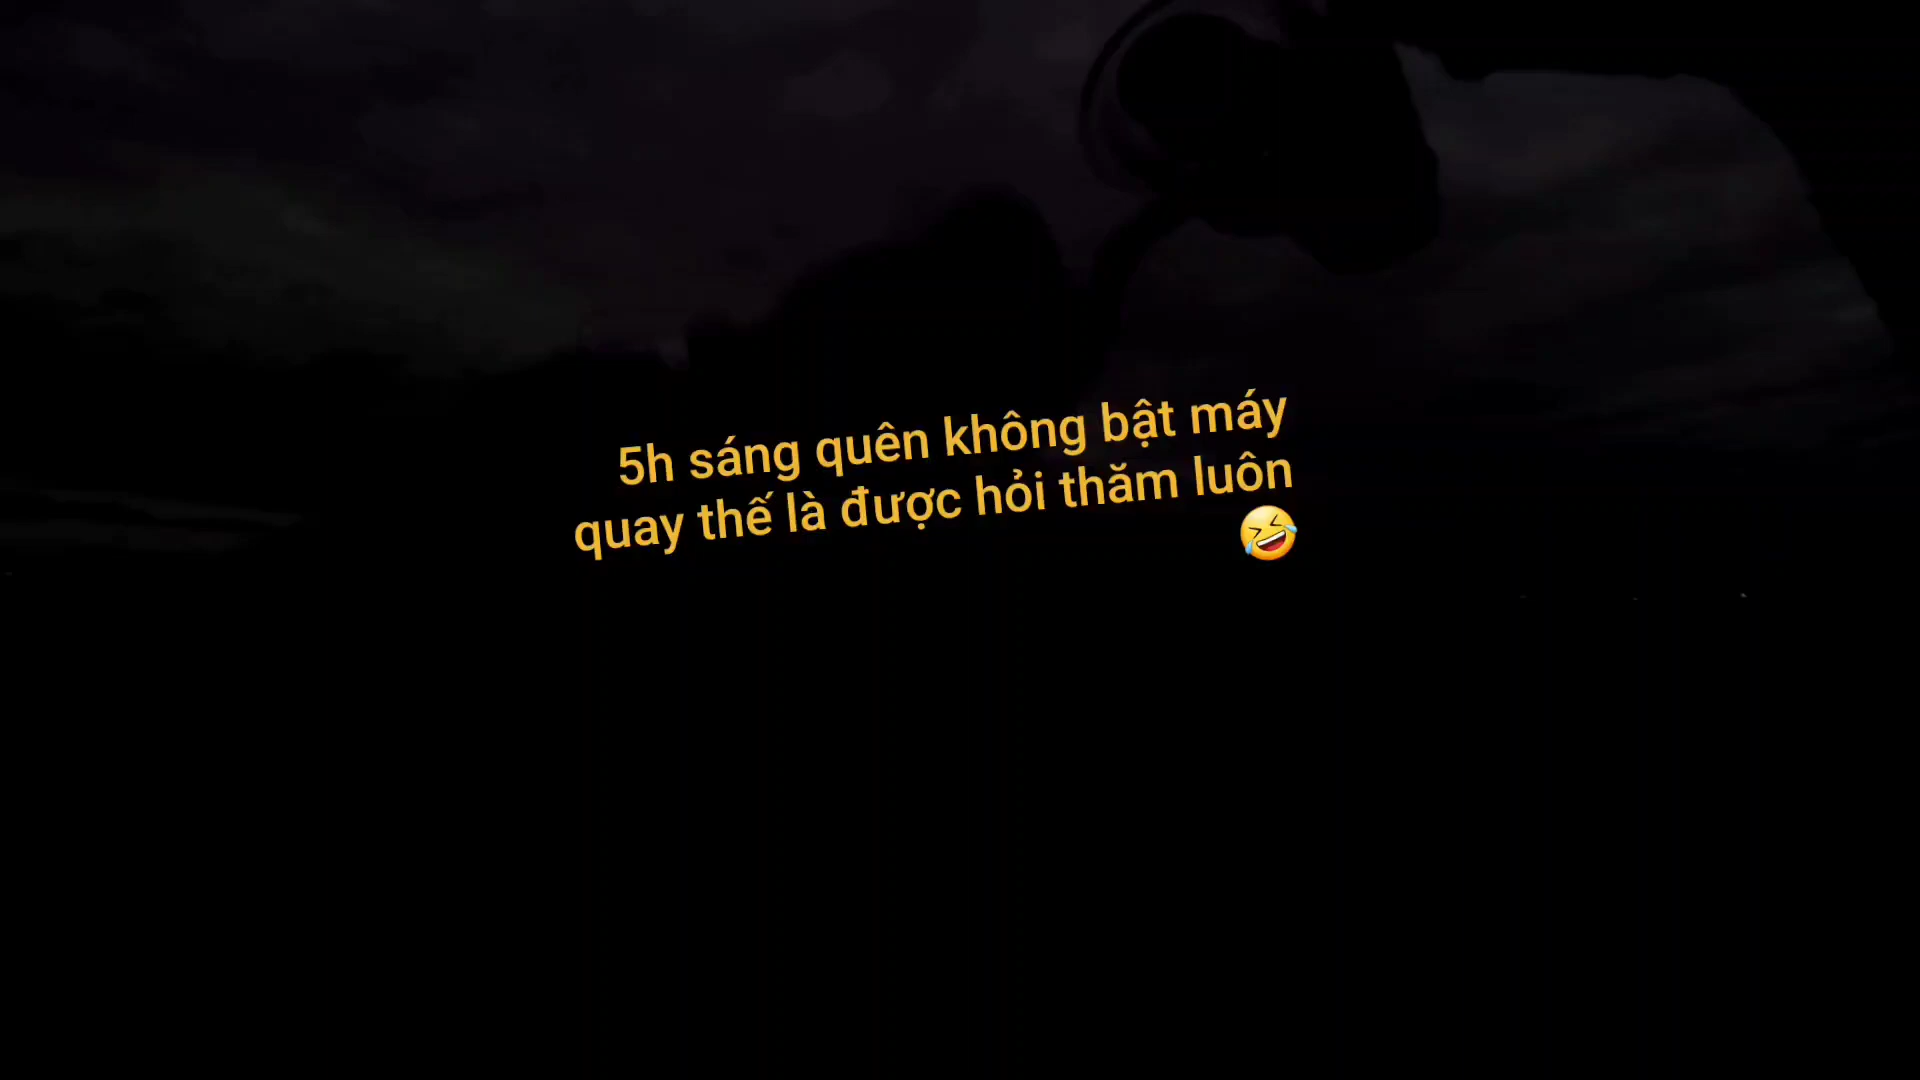 5h sáng quên không bật máy
quay thế là được hỏi thăm luôn
🤣